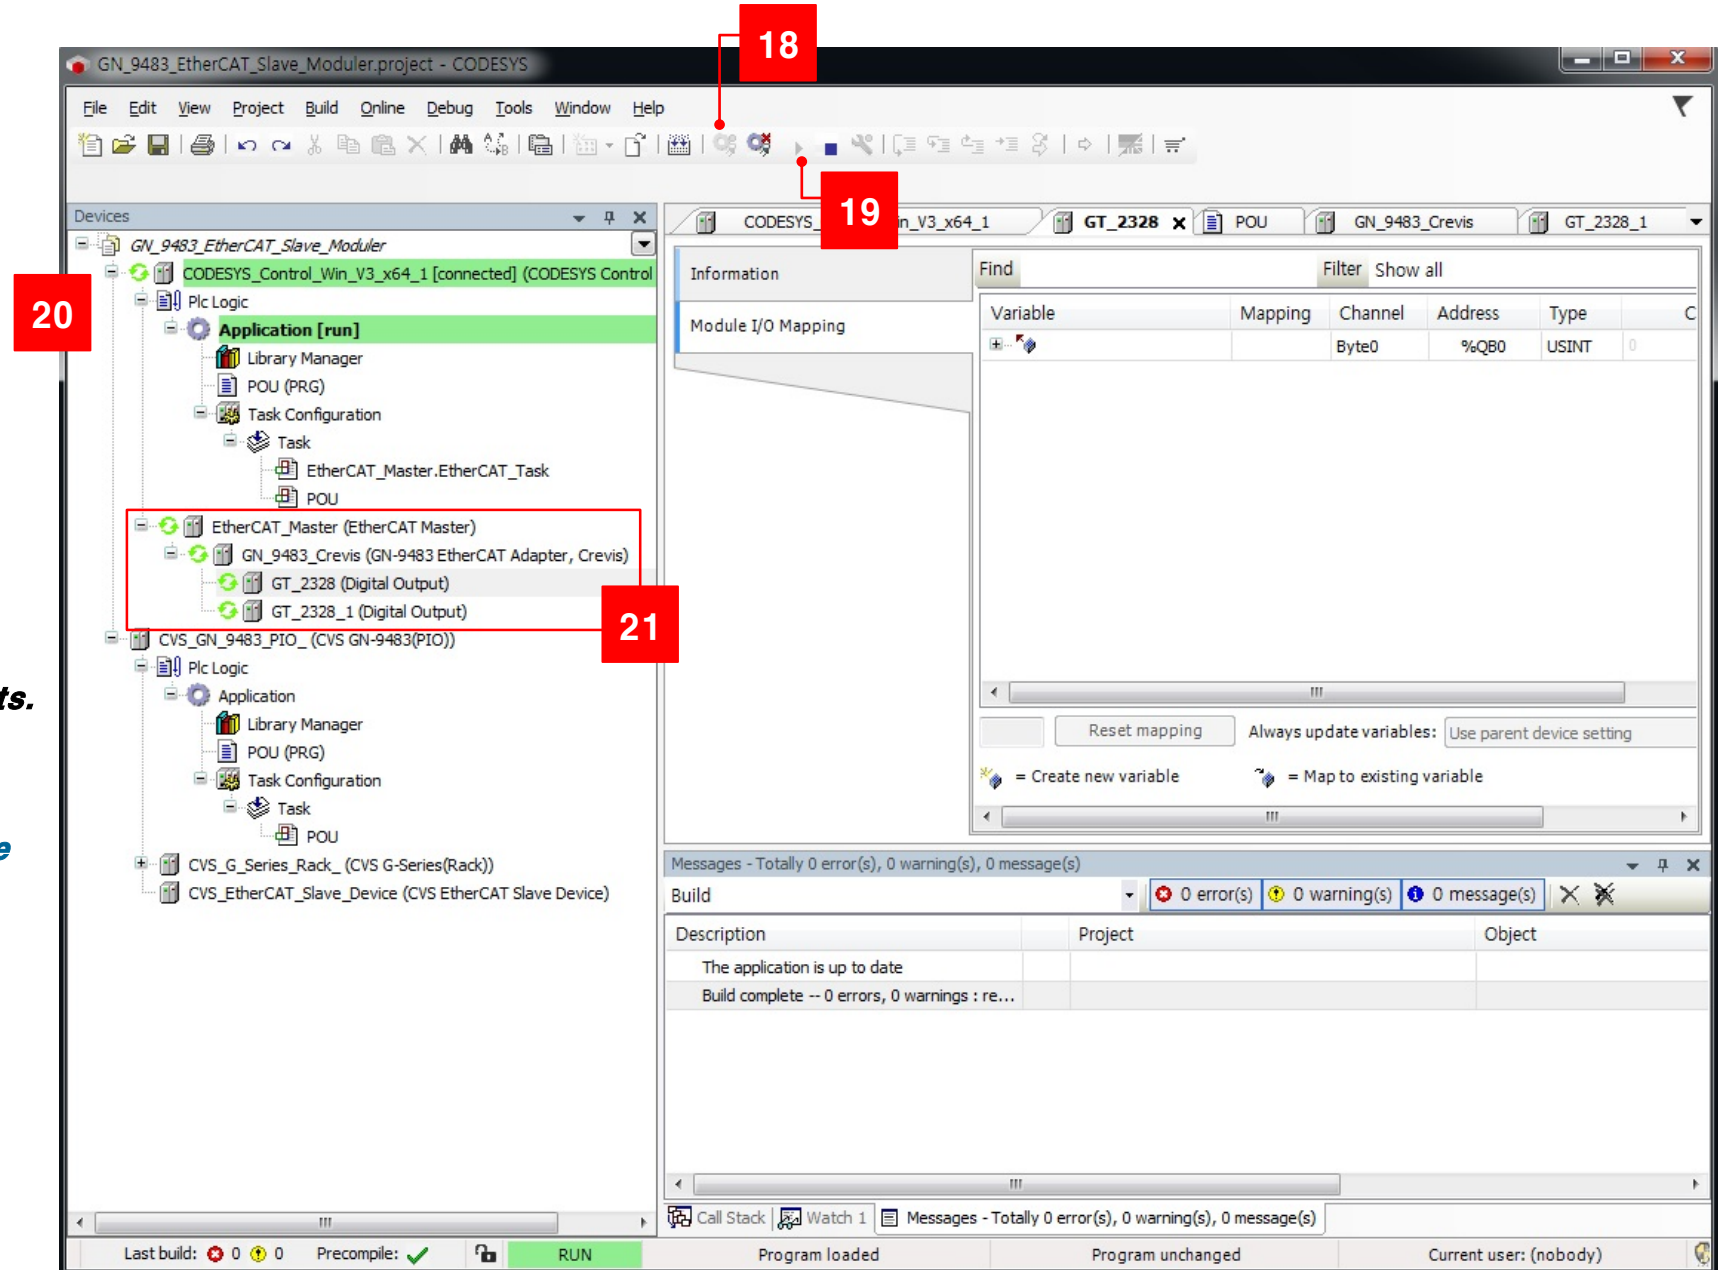 18
GN_9483_EtherCAT_Slave_Moduler.project - CODESYS
File Edit View Project Build Online Debug Tools Window Help
19
Devices
GN_9483_EtherCAT_Slave_Moduler
20
CODESYS_Control_Win_V3_x64_1 [connected] (CODESYS Control
Plc Logic
Application [run]
Library Manager
POU (PRG)
Task Configuration
Task
EtherCAT_Master.EtherCAT_Task
POU
EtherCAT_Master (EtherCAT Master)
GN_9483_Crevis (GN-9483 EtherCAT Adapter, Crevis)
GT_2328 (Digital Output)
GT_2328_1 (Digital Output)
21
CVS_GN_9483_PIO_ (CVS GN-9483(PIO))
Plc Logic
Application
Library Manager
POU (PRG)
Task Configuration
Task
POU
CVS_G_Series_Rack_ (CVS G-Series(Rack))
CVS_EtherCAT_Slave_Device (CVS EtherCAT Slave Device)
ts.
e
CODESYS_ in_V3_x64_1 GT_2328 POU GN_9483_Crevis GT_2328_1
Information
Module I/O Mapping
Find Filter Show all
Variable Mapping Channel Address Type C
Byte0 %QB0 USINT 0
Reset mapping Always update variables: Use parent device setting
= Create new variable = Map to existing variable
Messages - Totally 0 error(s), 0 warning(s), 0 message(s)
Build 0 error(s) 0 warning(s) 0 message(s)
Description Project Object
The application is up to date
Build complete -- 0 errors, 0 warnings : re...
Call Stack Watch 1 Messages - Totally 0 error(s), 0 warning(s), 0 message(s)
Last build: 0 0 Precompile: RUN Program loaded Program unchanged Current user: (nobody)